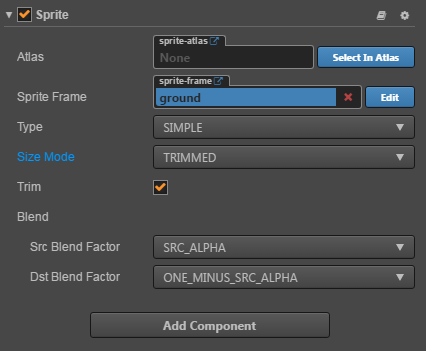 Sprite
sprite-atlas
Atlas None Select In Atlas
sprite-frame
Sprite Frame ground Edit
Type SIMPLE
Size Mode TRIMMED
Trim
Blend
Src Blend Factor SRC_ALPHA
Dst Blend Factor ONE_MINUS_SRC_ALPHA
Add Component